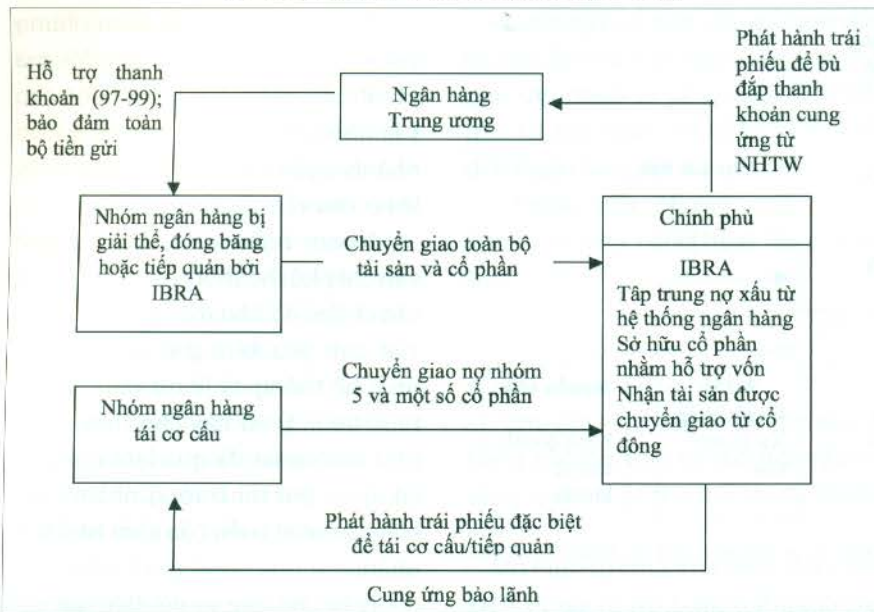 Hỗ trợ thanh
khoản (97-99);
bảo đảm toàn
bộ tiền gửi
Ngân hàng
Trung ương
Phát hành trái
phiếu để bù
đắp thanh
khoản cung
ứng từ
NHTW
Nhóm ngân hàng bị
giải thể, đóng băng
hoặc tiếp quản bởi
IBRA
Chuyển giao toàn bộ
tài sản và cổ phần
Chính phủ
IBRA
Tâp trung nợ xấu từ
hệ thống ngân hàng
Sở hữu cổ phần
nhằm hỗ trợ vốn
Nhận tài sản được
chuyển giao từ cổ
đông
Nhóm ngân hàng
tái cơ cấu
Chuyển giao nợ nhóm
5 và một số cổ phần
Phát hành trái phiếu đặc biệt
để tái cơ cấu/tiếp quản
Cung ứng bảo lãnh